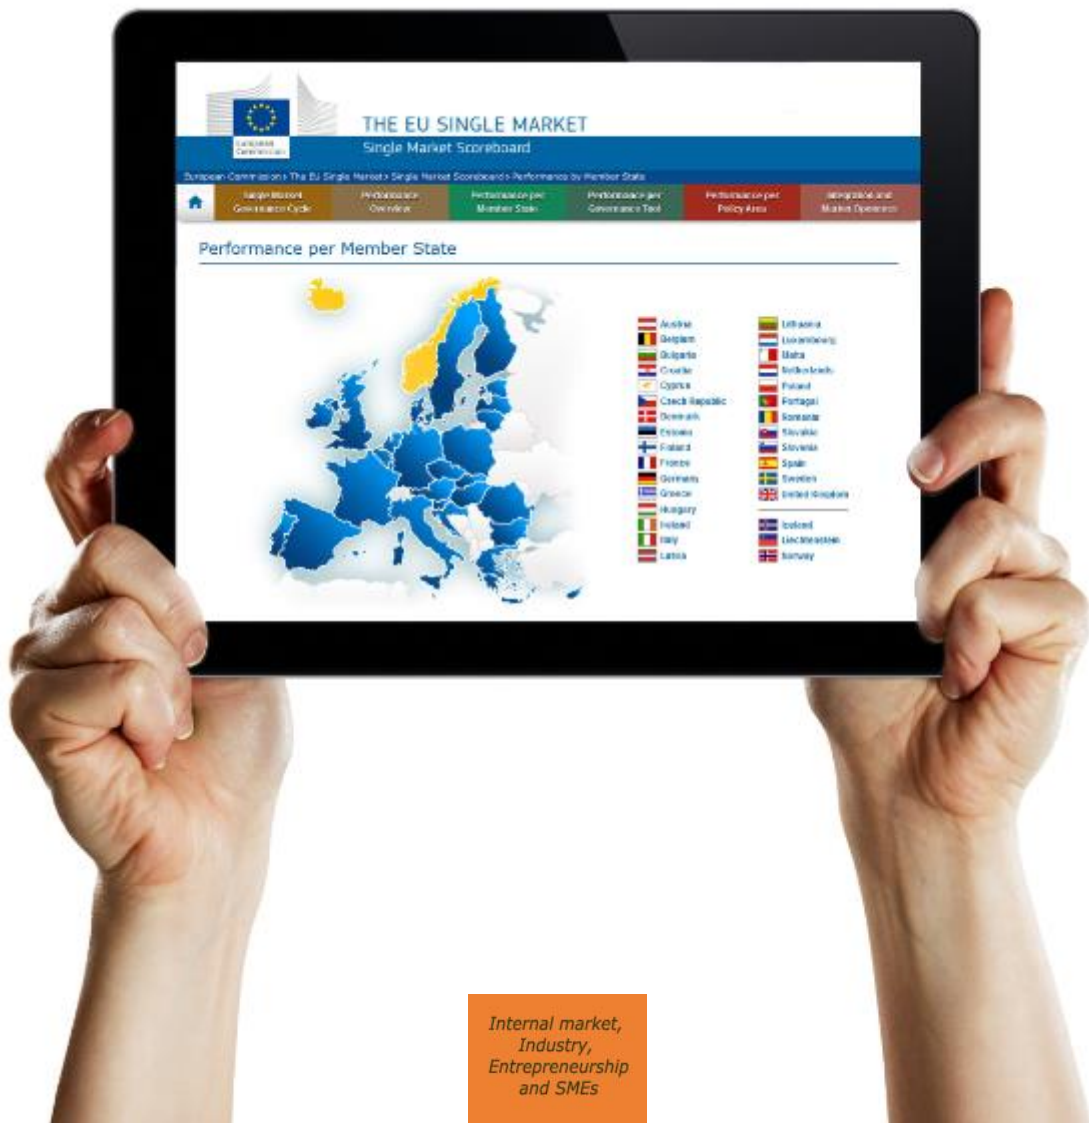 European
Commission
THE EU SINGLE MARKET
Single Market Scoreboard
European Commission> The EU Single Market> Single Market Scoreboard> Performance by Member State
Single Market
Governance Cycle
Performance
Overview
Performance per
Member State
Performance per
Governance Tool
Performance per
Policy Area
Integration and
Market Openness
Performance per Member State
Austria
Belgium
Bulgaria
Croatia
Cyprus
Czech Republic
Denmark
Estonia
Finland
France
Germany
Greece
Hungary
Ireland
Italy
Latvia
Lithuania
Luxembourg
Malta
Netherlands
Poland
Portugal
Romania
Slovakia
Slovenia
Spain
Sweden
United Kingdom
Iceland
Liechtenstein
Norway
Internal market,
Industry,
Entrepreneurship
and SMEs